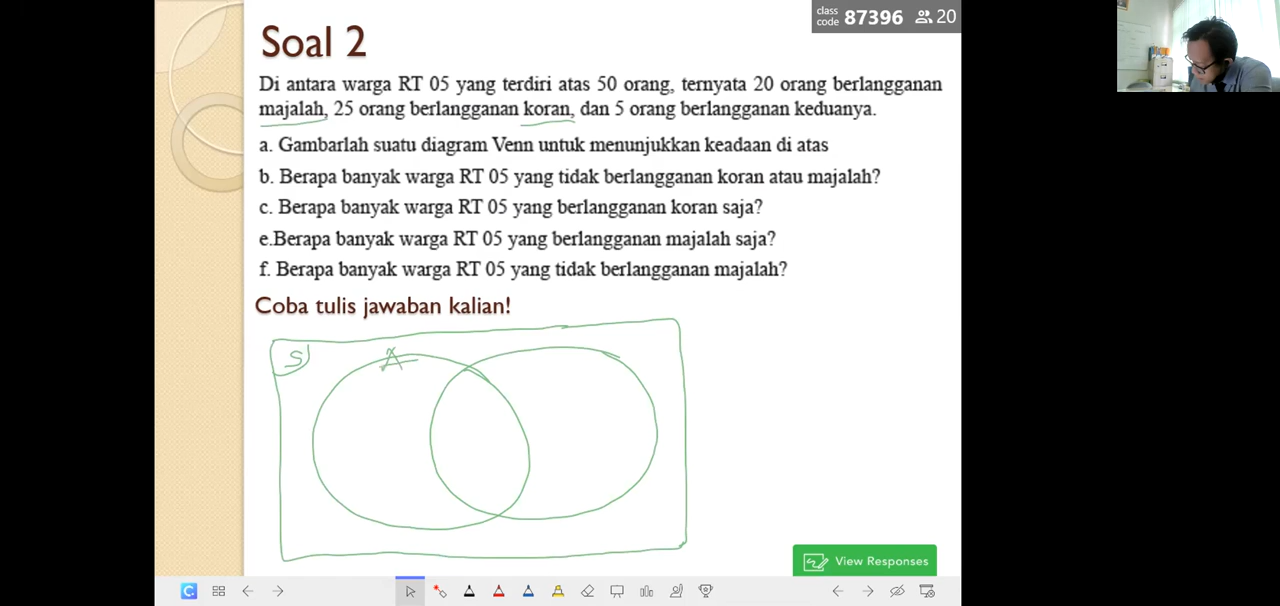 class code 87396 20
Soal 2
Di antara warga RT 05 yang terdiri atas 50 orang, ternyata 20 orang berlangganan
majalah, 25 orang berlangganan koran, dan 5 orang berlangganan keduanya.
a. Gambarlah suatu diagram Venn untuk menunjukkan keadaan di atas
b. Berapa banyak warga RT 05 yang tidak berlangganan koran atau majalah?
c. Berapa banyak warga RT 05 yang berlangganan koran saja?
e.Berapa banyak warga RT 05 yang berlangganan majalah saja?
f. Berapa banyak warga RT 05 yang tidak berlangganan majalah?
Coba tulis jawaban kalian!
S A
View Responses
C